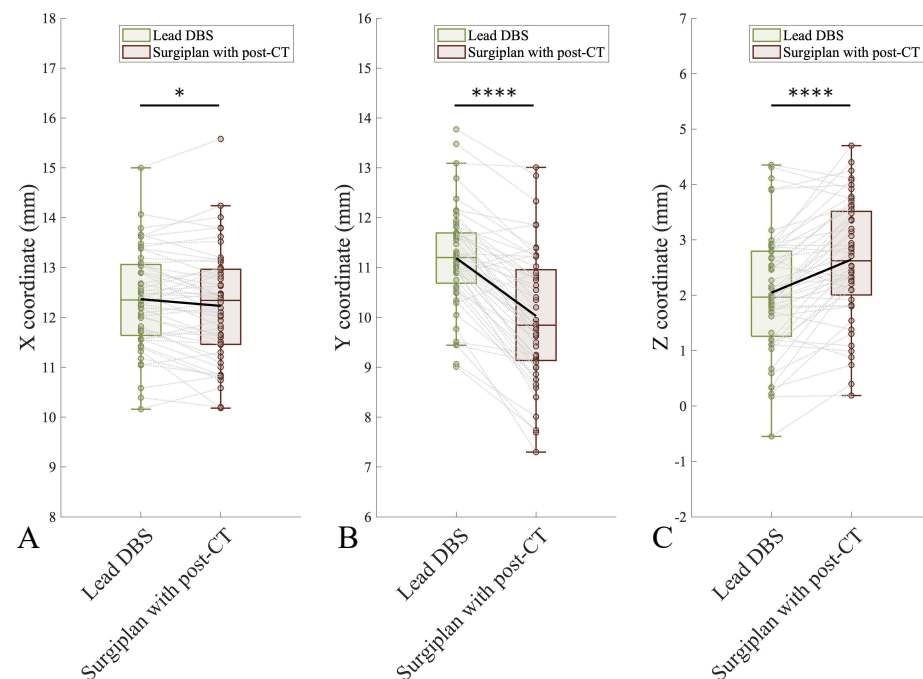 18
17
16
15
14
13
12
11
10
9
8
X coordinate (mm)
Lead DBS
Surgiplan with post-CT
*
Lead DBS
Surgiplan with post-CT
A
16
15
14
13
12
11
10
9
8
7
6
Y coordinate (mm)
Lead DBS
Surgiplan with post-CT
****
Lead DBS
Surgiplan with post-CT
B
7
6
5
4
3
2
1
0
-1
-2
Z coordinate (mm)
Lead DBS
Surgiplan with post-CT
****
Lead DBS
Surgiplan with post-CT
C